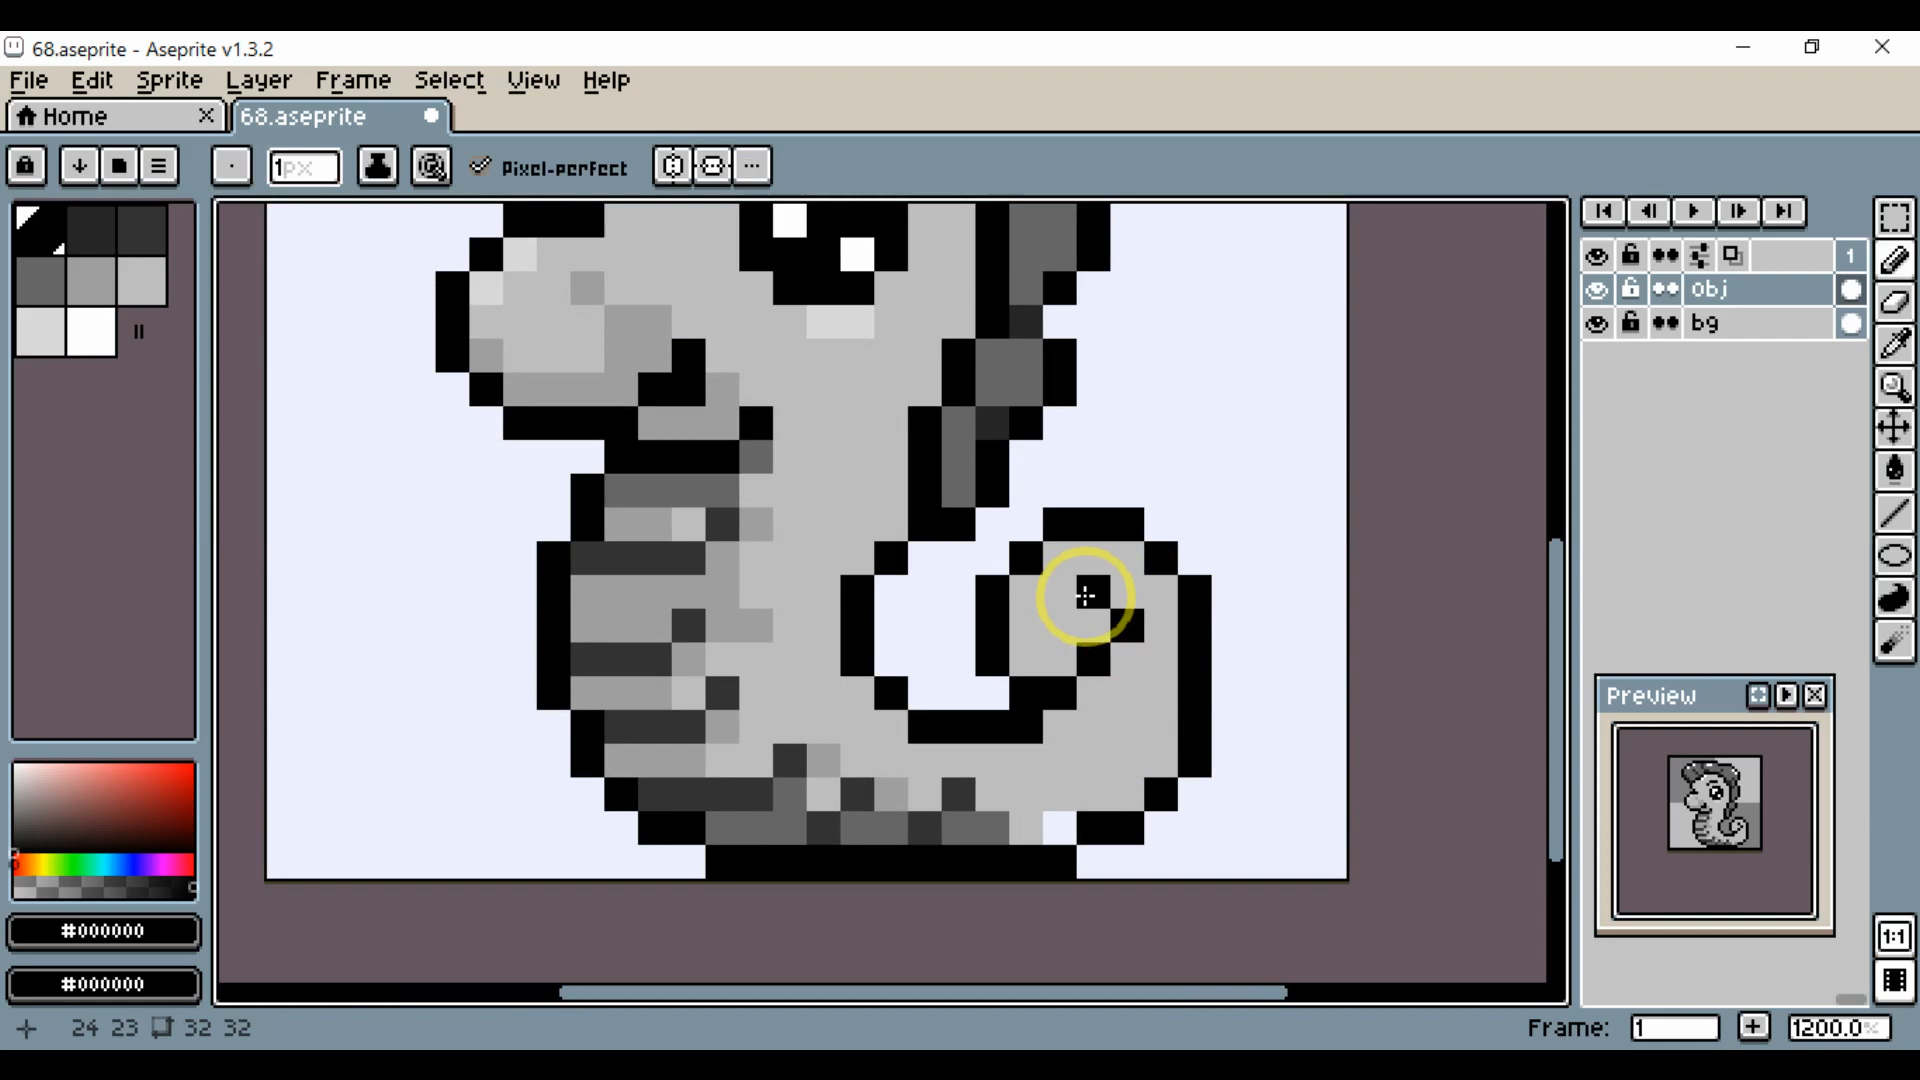 68.aseprite - Aseprite v1.3.2
File Edit Sprite Layer Frame Select View Help
Home 68.aseprite
1px Pixel-perfect
1
obj
bg
Preview
#000000
#000000
1:1
24 23 32 32 Frame: 1 1200.0%